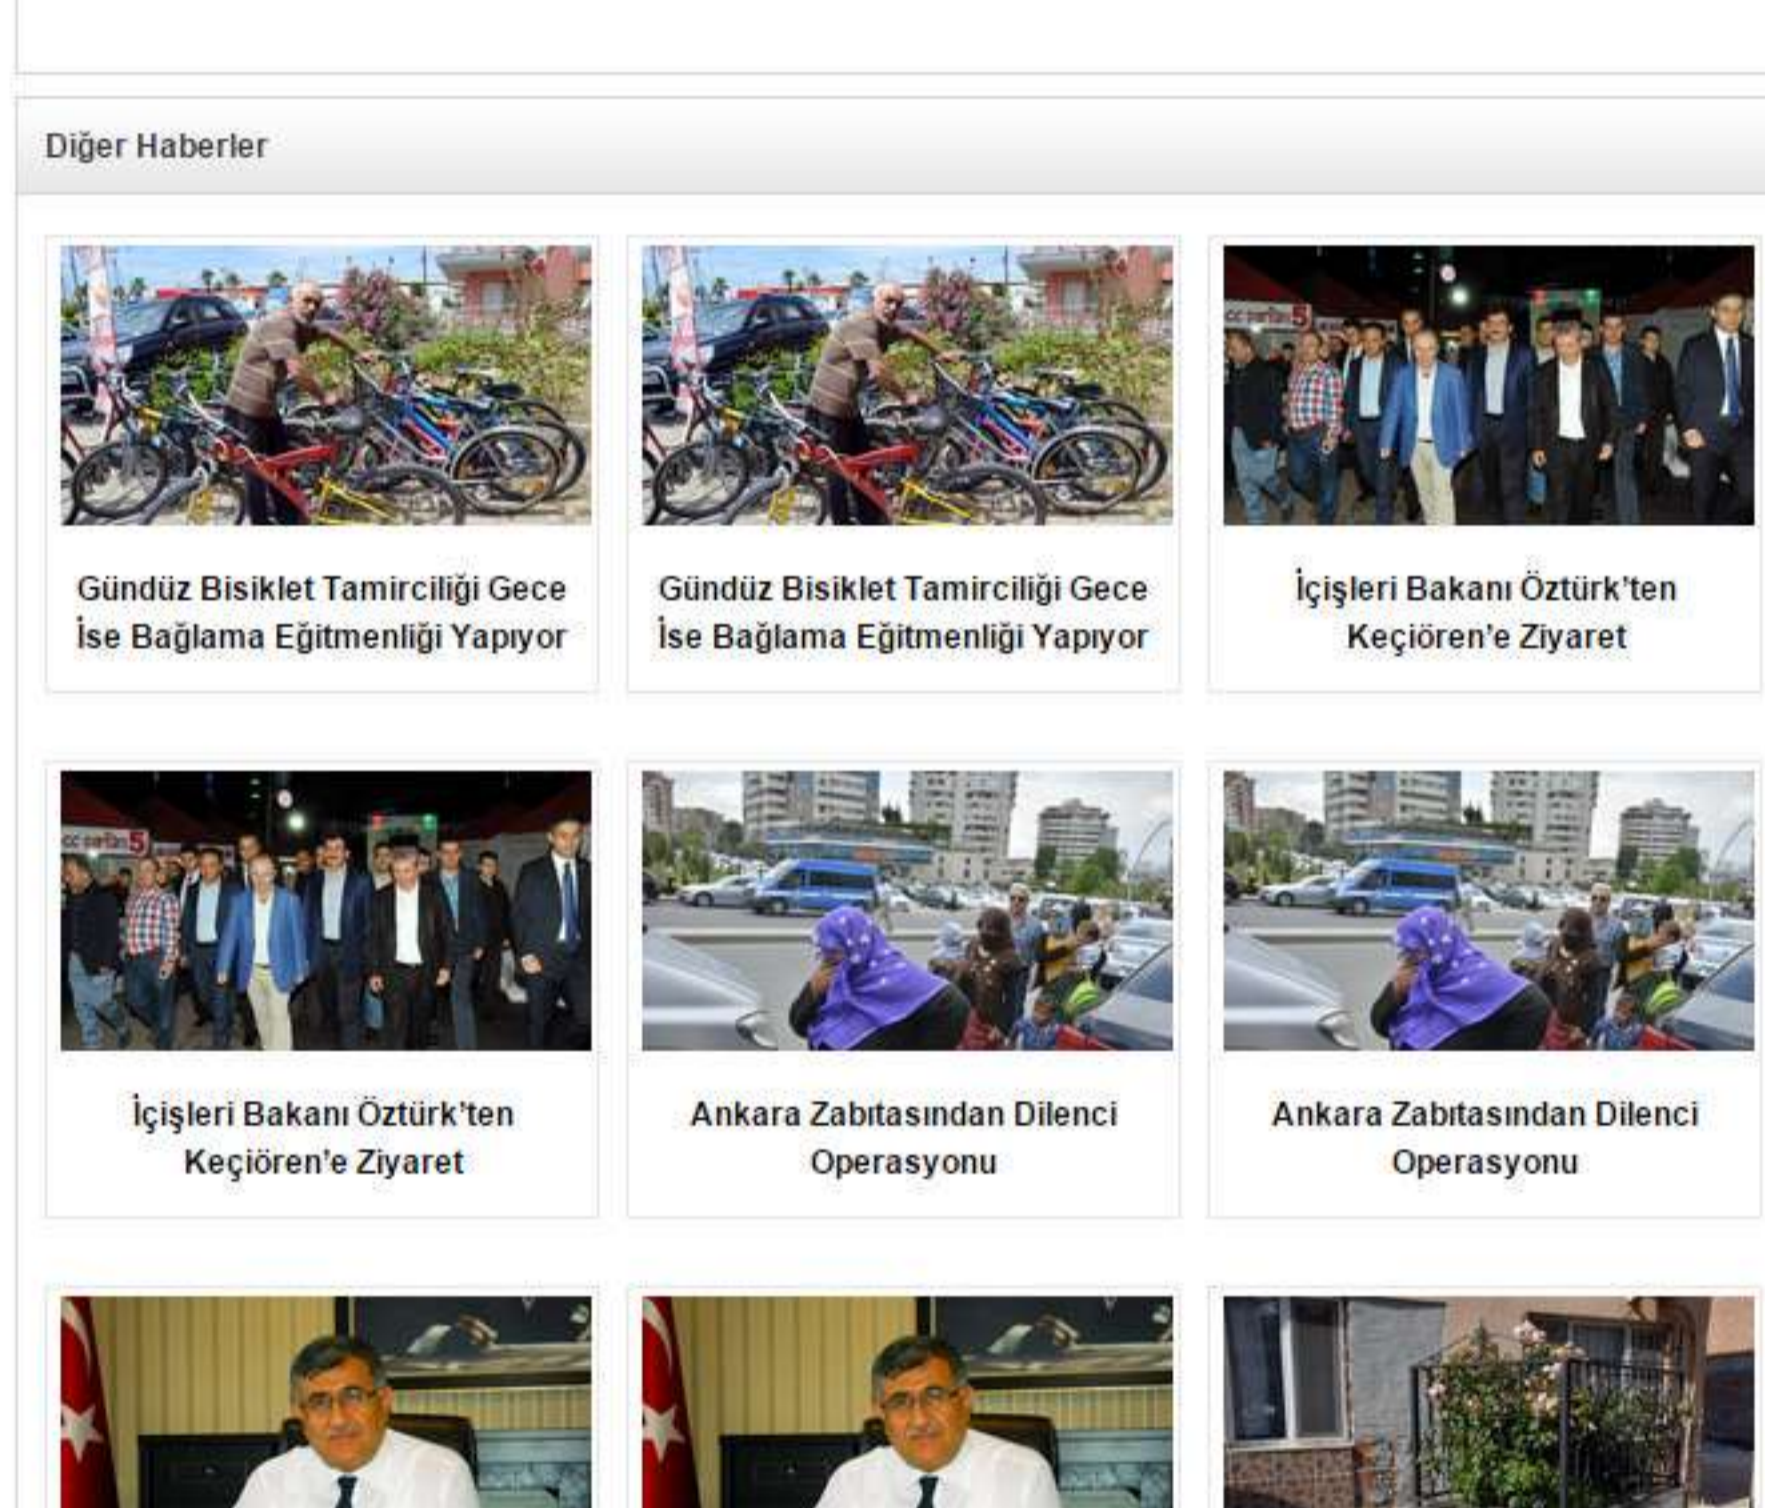 Diğer Haberler
Gündüz Bisiklet Tamirciliği Gece
İse Bağlama Eğitmenliği Yapıyor
Gündüz Bisiklet Tamirciliği Gece
İse Bağlama Eğitmenliği Yapıyor
İçişleri Bakanı Öztürk’ten
Keçiören’e Ziyaret
İçişleri Bakanı Öztürk’ten
Keçiören’e Ziyaret
Ankara Zabıtasından Dilenci
Operasyonu
Ankara Zabıtasından Dilenci
Operasyonu